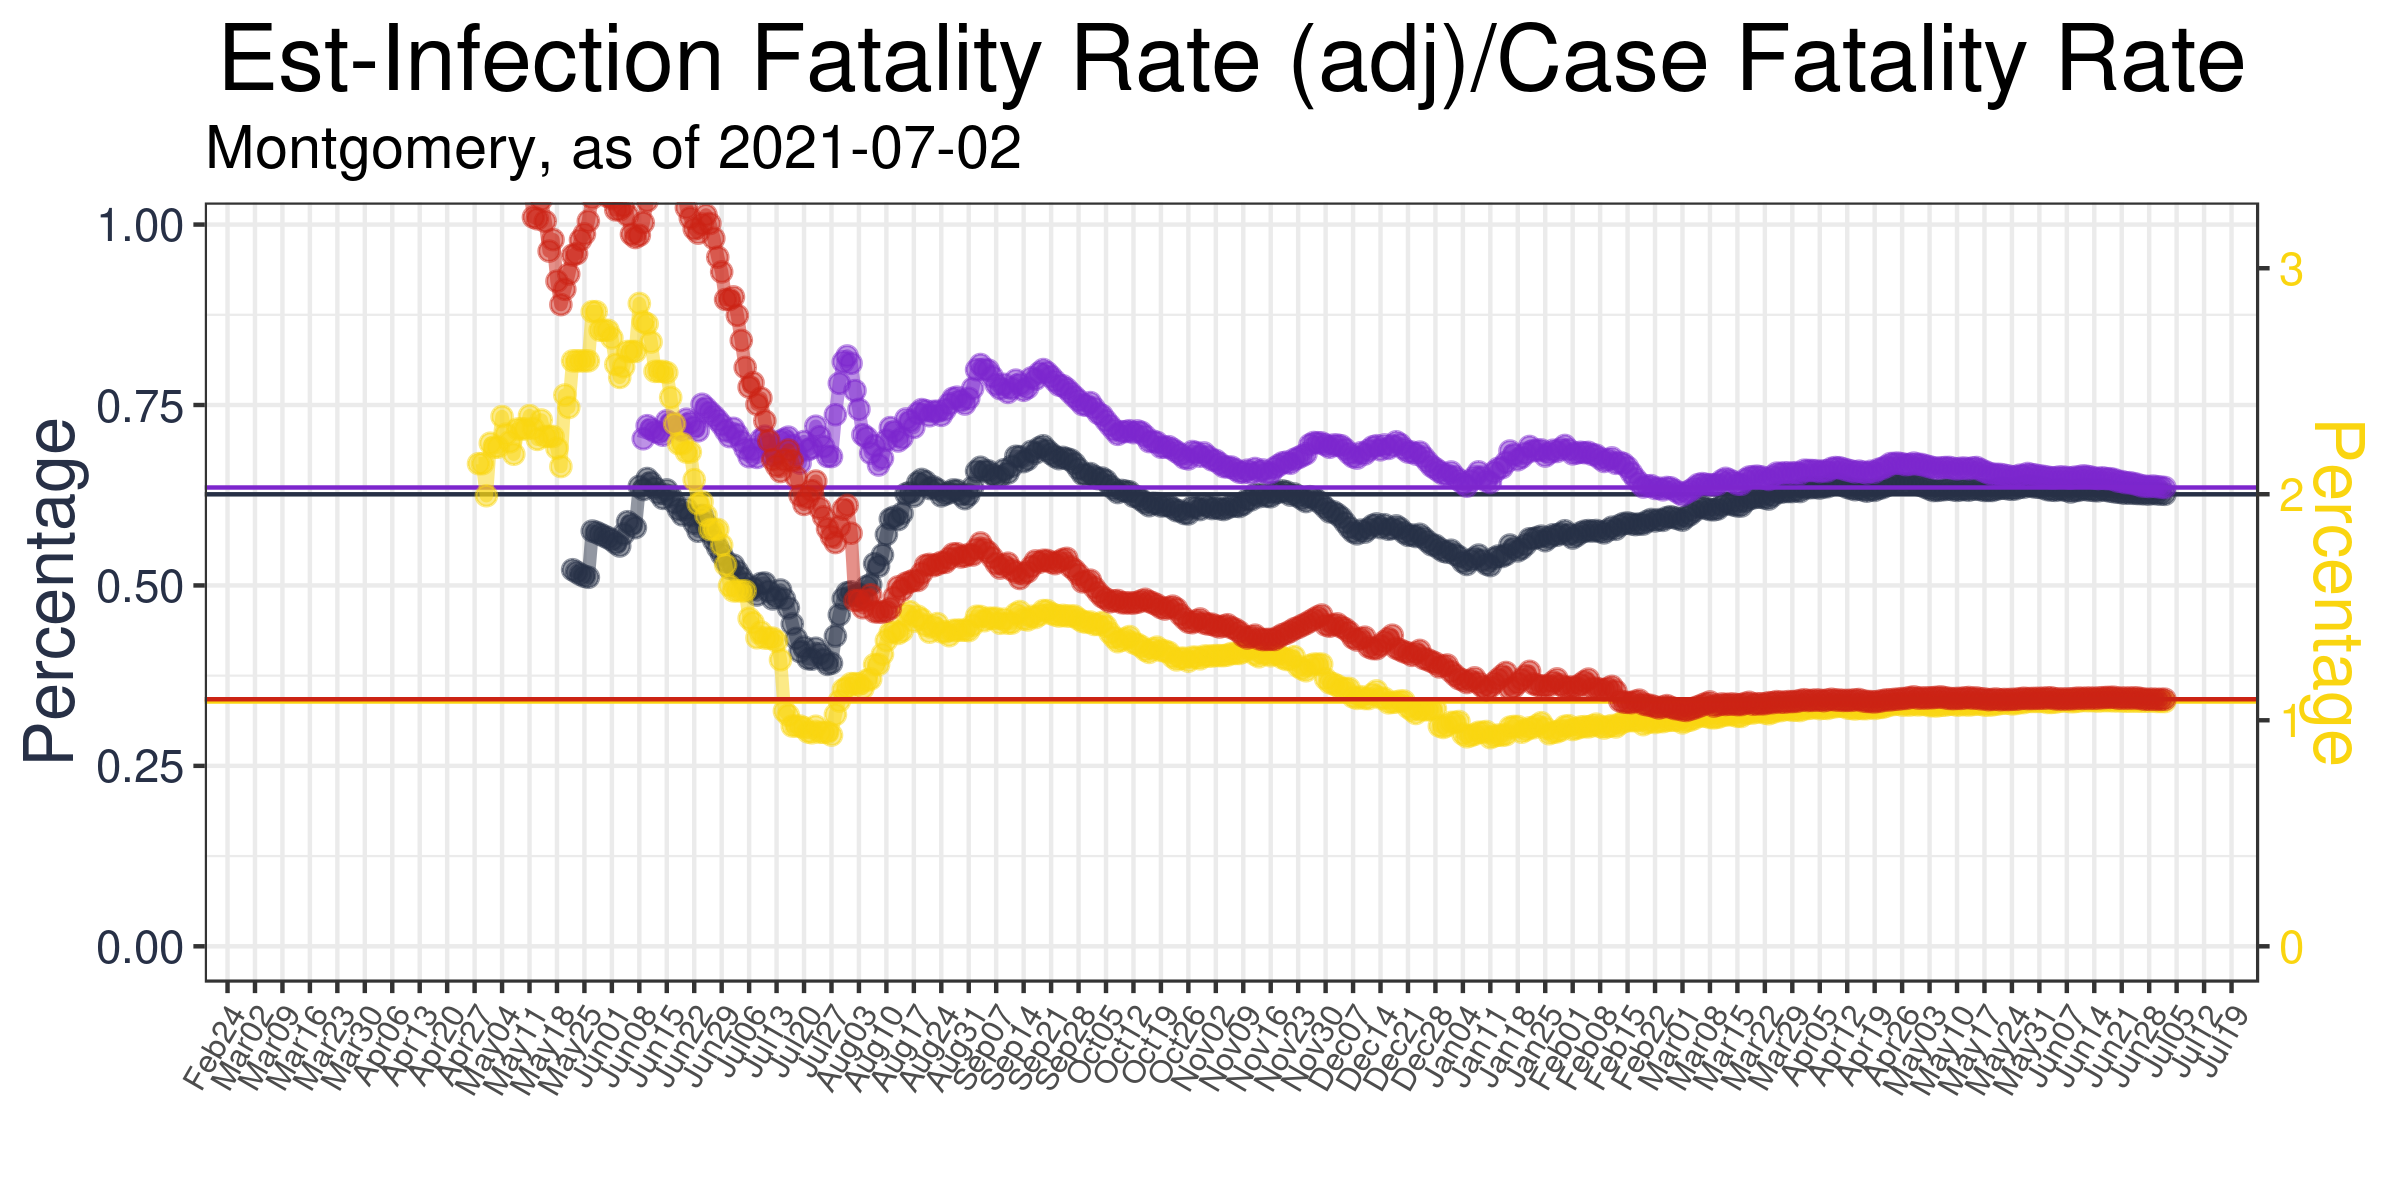 Est-Infection Fatality Rate (adj)/Case Fatality Rate
Montgomery, as of 2021-07-02
Percentage
1.00
0.75
0.50
0.25
0.00
3
2
1
0
Percentage
Feb24
Mar02
Mar09
Mar16
Mar23
Mar30
Apr06
Apr13
Apr20
Apr27
May04
May11
May18
May25
Jun01
Jun08
Jun15
Jun22
Jun29
Jul06
Jul13
Jul20
Jul27
Aug03
Aug10
Aug17
Aug24
Aug31
Sep07
Sep14
Sep21
Sep28
Oct05
Oct12
Oct19
Oct26
Nov02
Nov09
Nov16
Nov23
Nov30
Dec07
Dec14
Dec21
Dec28
Jan04
Jan11
Jan18
Jan25
Feb01
Feb08
Feb15
Feb22
Mar01
Mar08
Mar15
Mar22
Mar29
Apr05
Apr12
Apr19
Apr26
May03
May10
May17
May24
May31
Jun07
Jun14
Jun21
Jun28
Jul05
Jul12
Jul19